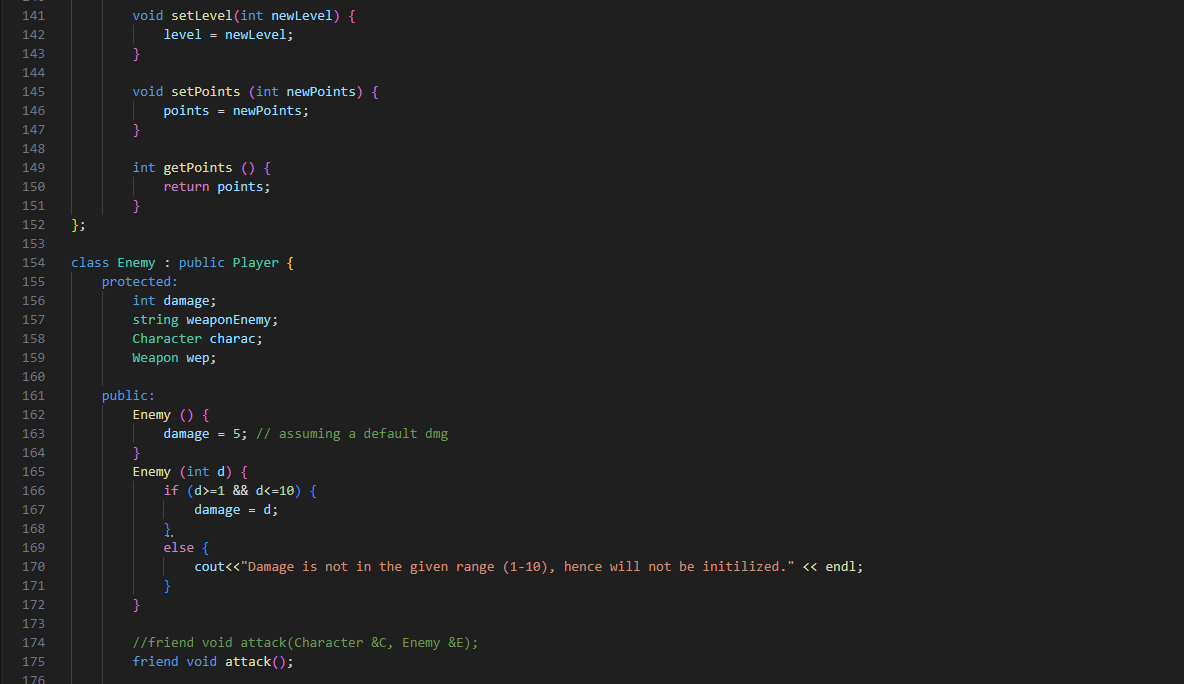 141 void setLevel(int newLevel) {
142 level = newLevel;
143 }
144
145 void setPoints (int newPoints) {
146 points = newPoints;
147 }
148
149 int getPoints () {
150 return points;
151 }
152 };
153
154 class Enemy : public Player {
155 protected:
156 int damage;
157 string weaponEnemy;
158 Character charac;
159 Weapon wep;
160
161 public:
162 Enemy () {
163 damage = 5; // assuming a default dmg
164 }
165 Enemy (int d) {
166 if (d>=1 && d<=10) {
167 damage = d;
168 }
169 else {
170 cout<<"Damage is not in the given range (1-10), hence will not be initilized." << endl;
171 }
172 }
173
174 //friend void attack(Character &C, Enemy &E);
175 friend void attack();
176